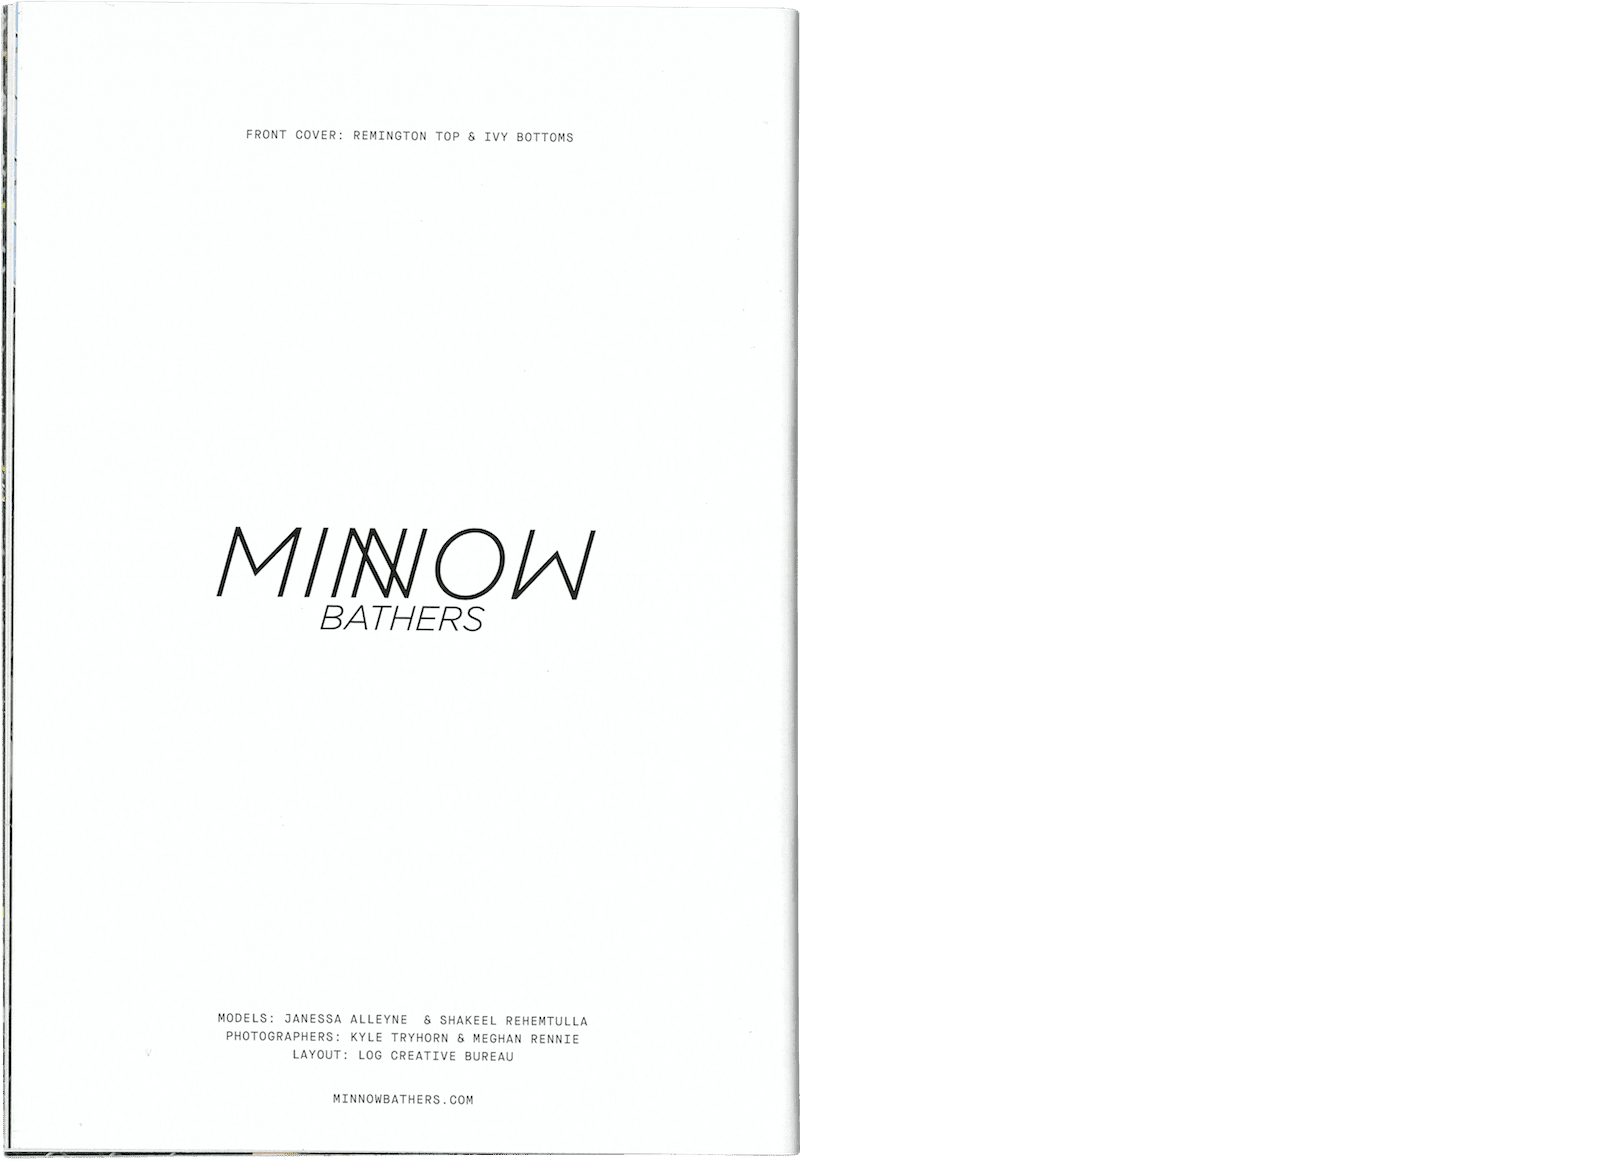 FRONT COVER: REMINGTON TOP & IVY BOTTOMS
MINNOW
BATHERS
MODELS: JANESSA ALLEYNE & SHAKEEL REHEMTULLA
PHOTOGRAPHERS: KYLE TRYHORN & MEGHAN RENNIE
LAYOUT: LOG CREATIVE BUREAU
MINNOWBATHERS.COM